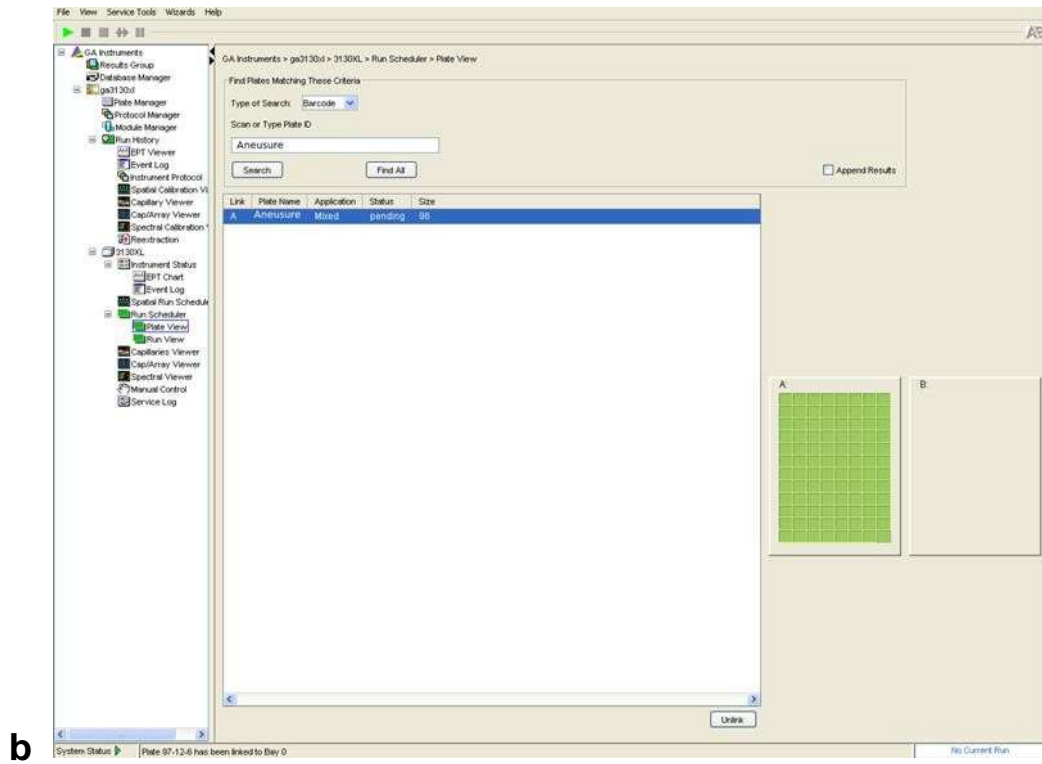 File View Service Tools Wizards Help
GA Instruments
Results Group
Database Manager
ga3130xl
Plate Manager
Protocol Manager
Module Manager
Run History
EPT Viewer
Event Log
Instrument Protocol
Spatial Calibration Vi
Capillary Viewer
Cap/Array Viewer
Spectral Calibration
Reextraction
3130XL
Instrument Status
EPT Chart
Event Log
Spatial Run Schedule
Run Scheduler
Plate View
Run View
Capillaries Viewer
Cap/Array Viewer
Spectral Viewer
Manual Control
Service Log
GA Instruments > ga3130xl > 3130XL > Run Scheduler > Plate View
Find Plates Matching These Criteria
Type of Search: Barcode
Scan or Type Plate ID
Aneusure
Search Find All Append Results
Link Plate Name Application Status Size
A Aneusure Mixed pending 96
A: B:
Unlink
b
System Status Plate 97-12-6 has been linked to Bay 0 No Current Run